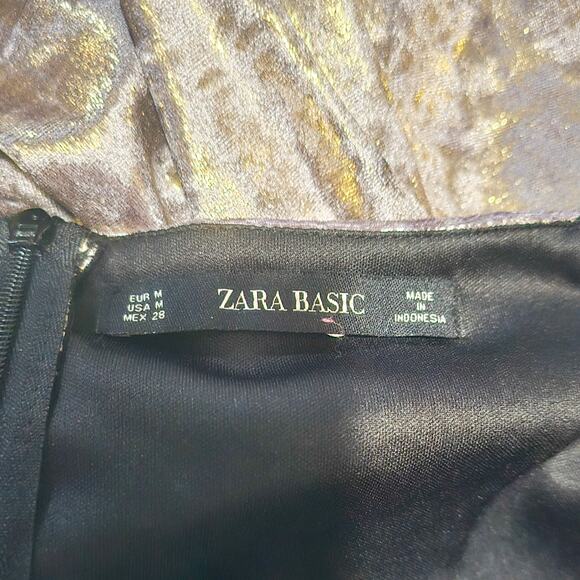 EUR M
USA M
MEX 28
ZARA BASIC
MADE
IN
INDONESIA